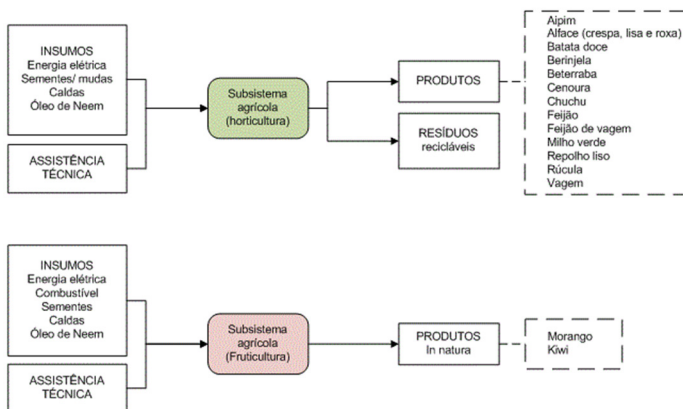 INSUMOS
Energia elétrica
Sementes/ mudas
Caldas
Óleo de Neem
ASSISTÊNCIA
TÉCNICA
Subsistema
agrícola
(horticultura)
PRODUTOS
RESÍDUOS
recicláveis
Aipim
Alface (crespa, lisa e roxa)
Batata doce
Berinjela
Beterraba
Cenoura
Chuchu
Feijão
Feijão de vagem
Milho verde
Repolho liso
Rúcula
Vagem
INSUMOS
Energia elétrica
Combustível
Sementes
Caldas
Óleo de Neem
ASSISTÊNCIA
TÉCNICA
Subsistema
agrícola
(Fruticultura)
PRODUTOS
In natura
Morango
Kiwi